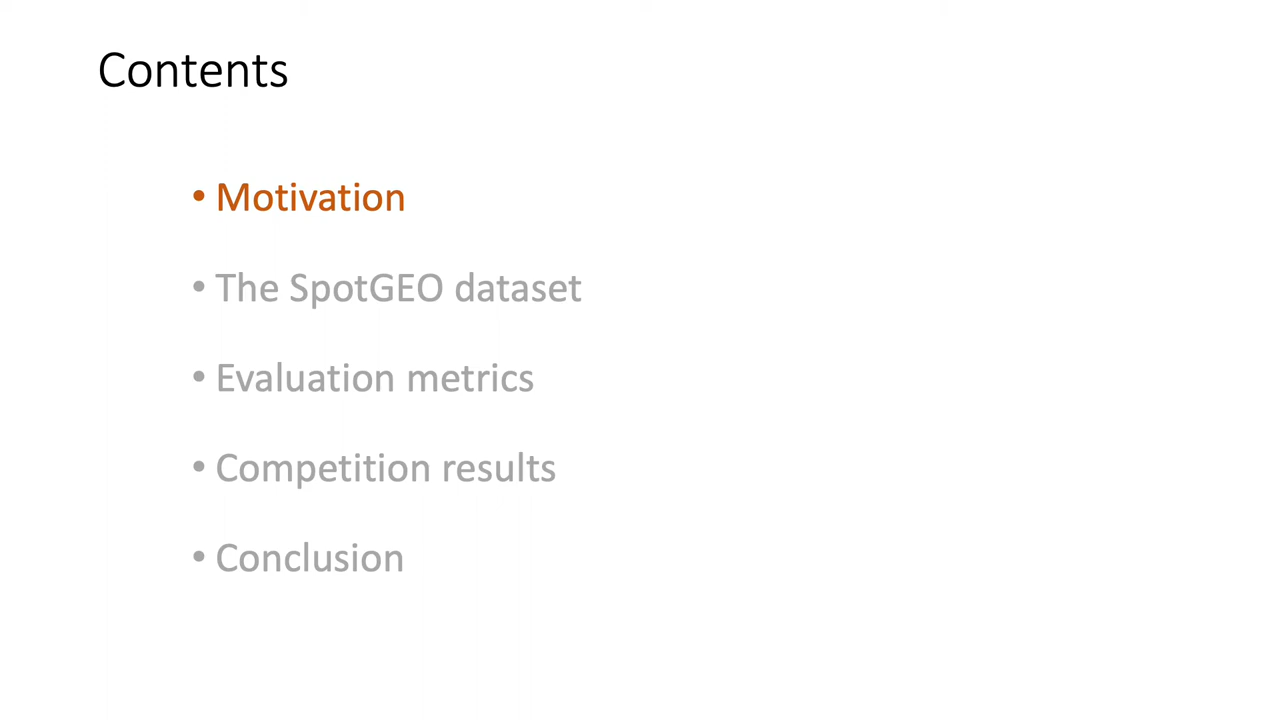 Contents
• Motivation
• The SpotGEO dataset
• Evaluation metrics
• Competition results
• Conclusion